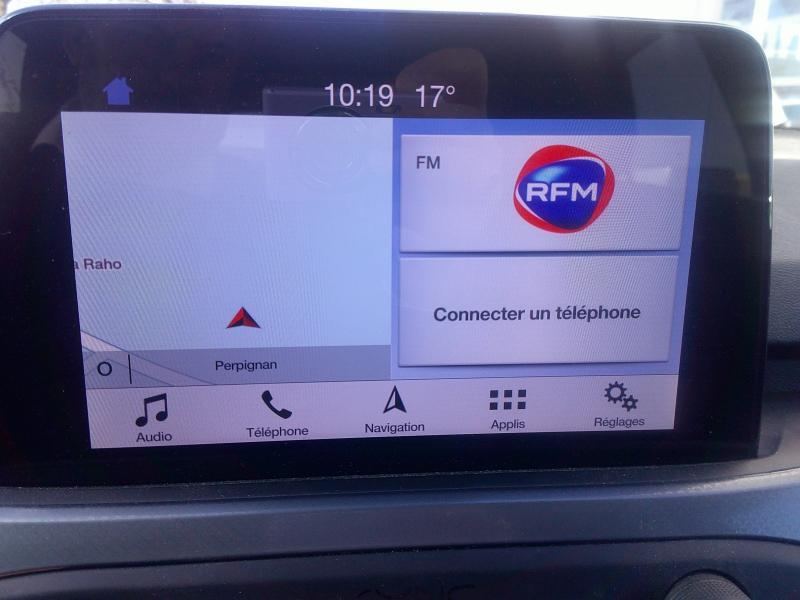 10:19 17°
FM
RFM
a Raho
Connecter un téléphone
O
Perpignan
Audio
Téléphone
Navigation
Applis
Réglages